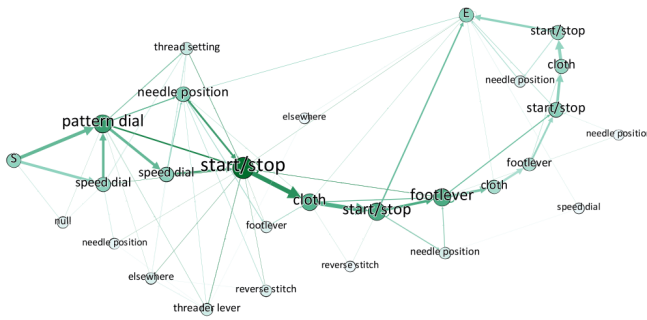 E
start/stop
thread setting
cloth
needle position
needle position
start/stop
elsewhere
pattern dial
needle position
S
start/stop
footlever
speed dial
speed dial
cloth
footlever
cloth
start/stop
speed dial
null
footlever
needle position
needle position
reverse stitch
elsewhere
reverse stitch
threader lever